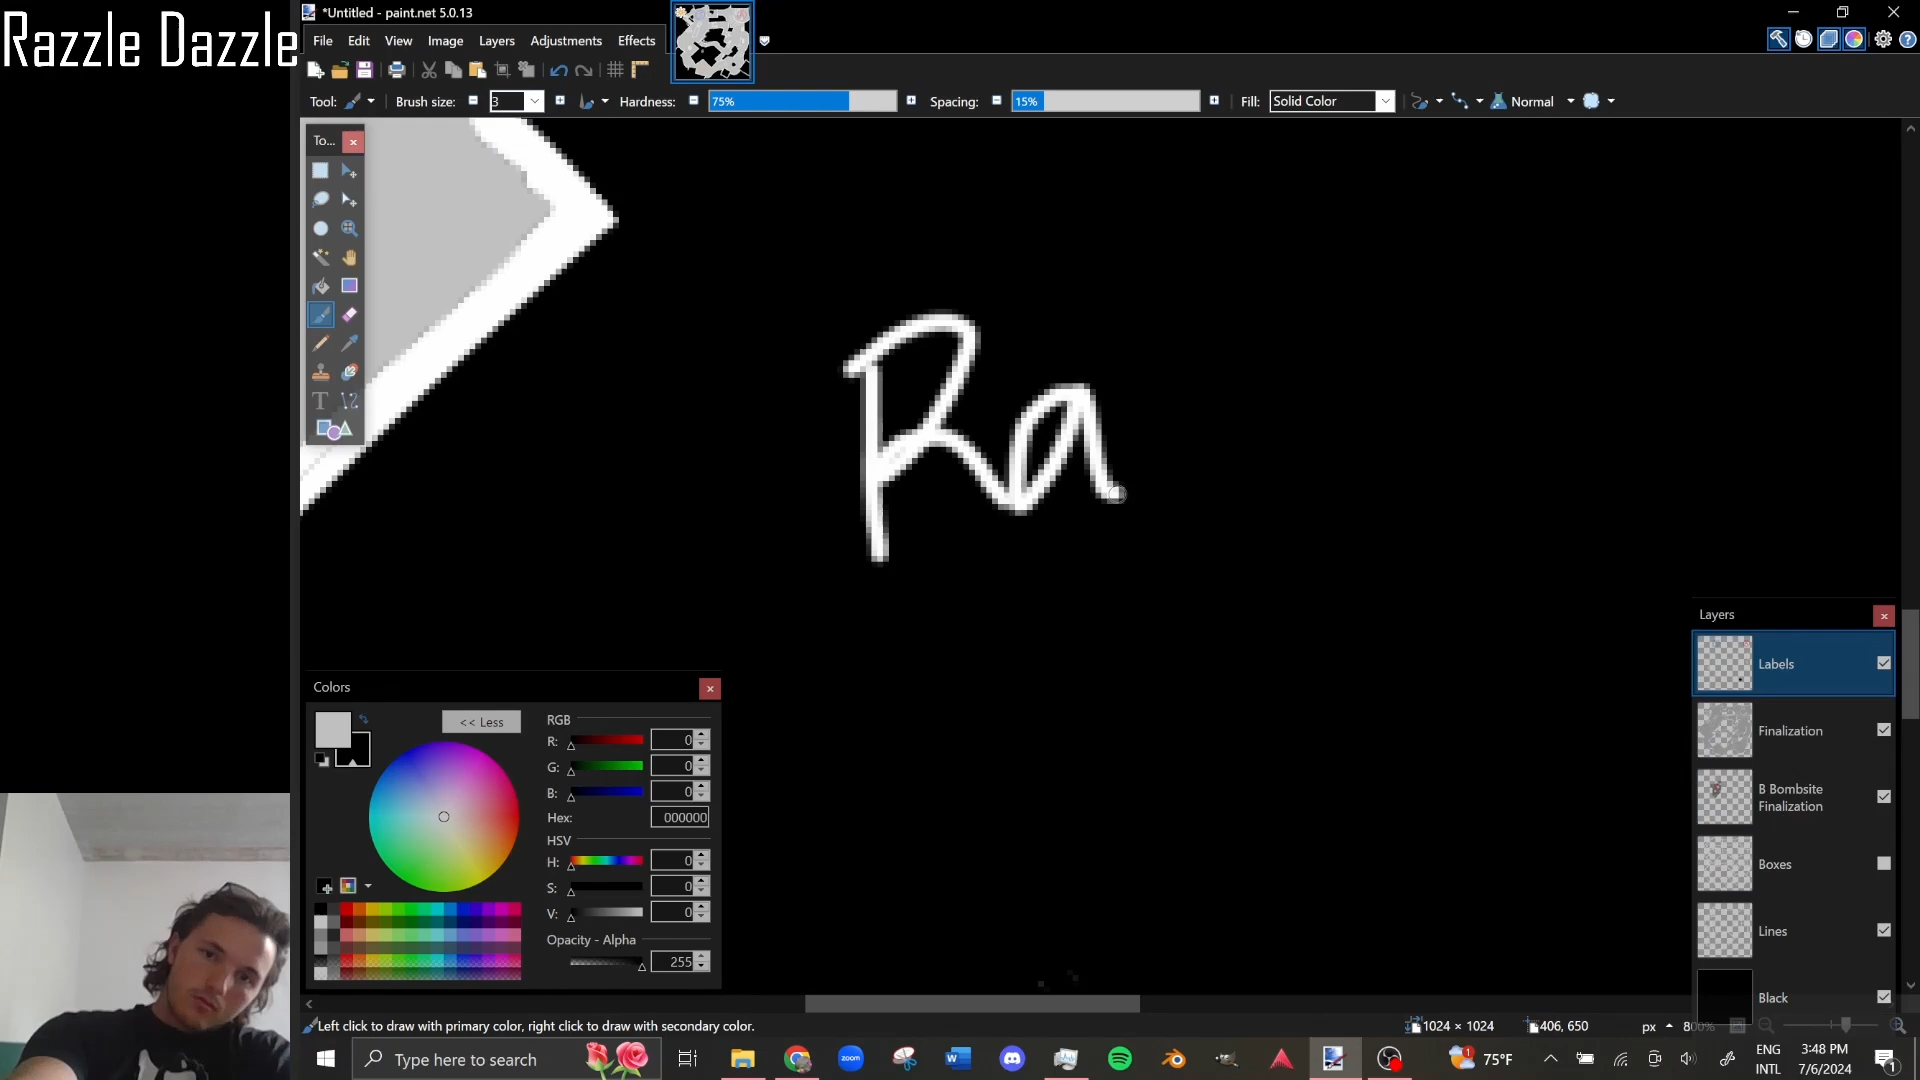 Razzle Dazzle
*Untitled - paint.net 5.0.13
File Edit View Image Layers Adjustments Effects
Tool: Brush size: 3 Hardness: 75% Spacing: 15% Fill: Solid Color Normal
To...
Ra
Layers
Labels
Finalization
B Bombsite
Finalization
Boxes
Lines
Black
Colors
<< Less
RGB
R: 0
G: 0
B: 0
Hex: 000000
HSV
H: 0
S: 0
V: 0
Opacity - Alpha
255
Left click to draw with primary color, right click to draw with secondary color.
1024 × 1024 406, 650 px 800%
Type here to search
zoom
75°F
ENG
INTL
3:48 PM
7/6/2024